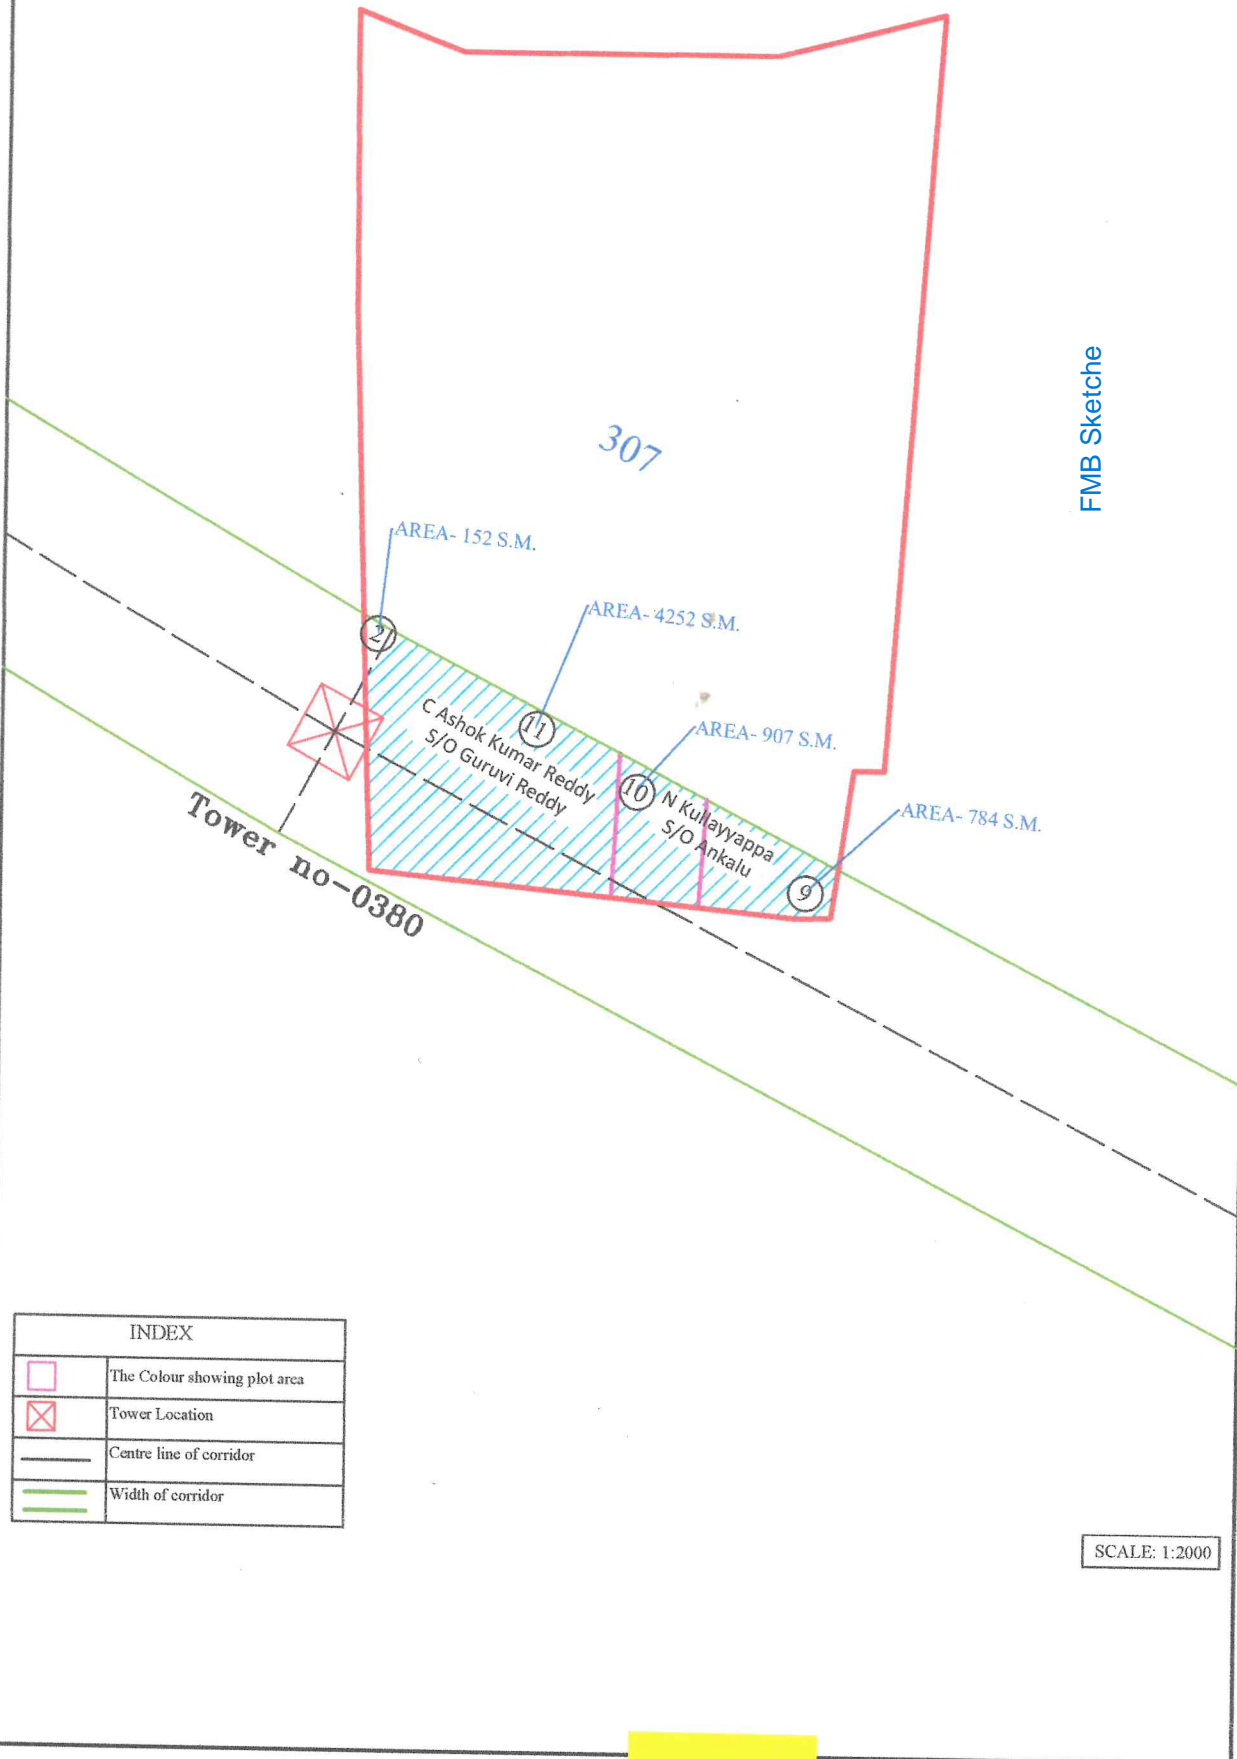 307
FMB Sketche
AREA- 152 S.M.
AREA- 4252 S.M.
AREA- 907 S.M.
AREA- 784 S.M.
2
11
10
9
C Ashok Kumar Reddy
S/O Guruvi Reddy
N Kullayyappa
S/O Ankalu
Tower no-0380
INDEX
The Colour showing plot area
Tower Location
Centre line of corridor
Width of corridor
SCALE: 1:2000